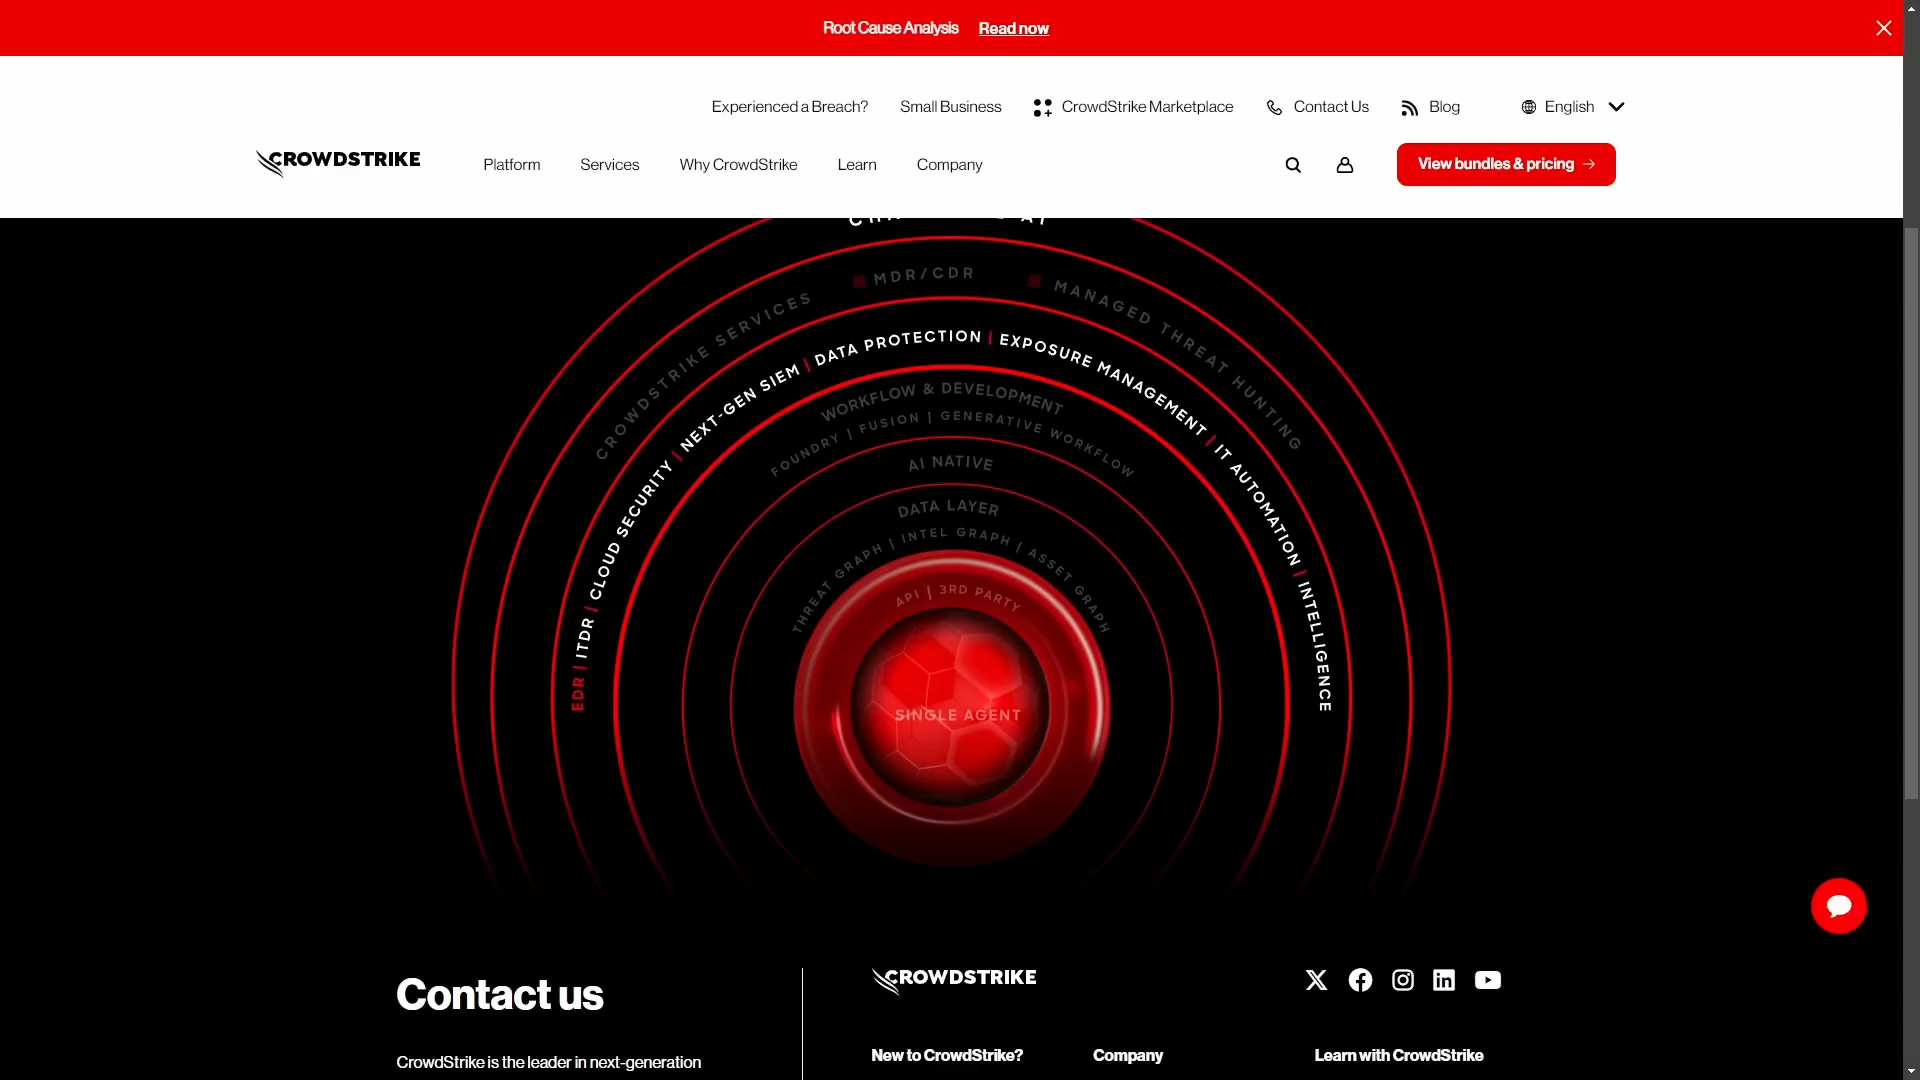 Root Cause Analysis Read now
Experienced a Breach? Small Business CrowdStrike Marketplace Contact Us Blog English
CROWDSTRIKE Platform Services Why CrowdStrike Learn Company View bundles & pricing →
CROWDSTRIKE SERVICES MDR/CDR MANAGED THREAT HUNTING
EDR | ITDR | CLOUD SECURITY | NEXT-GEN SIEM | DATA PROTECTION | EXPOSURE MANAGEMENT | IT AUTOMATION | INTELLIGENCE
WORKFLOW & DEVELOPMENT
FOUNDRY | FUSION | GENERATIVE WORKFLOW
AI NATIVE
DATA LAYER
THREAT GRAPH | INTEL GRAPH | ASSET GRAPH
API | 3RD PARTY
SINGLE AGENT
Contact us
CrowdStrike is the leader in next-generation
CROWDSTRIKE
New to CrowdStrike? Company Learn with CrowdStrike